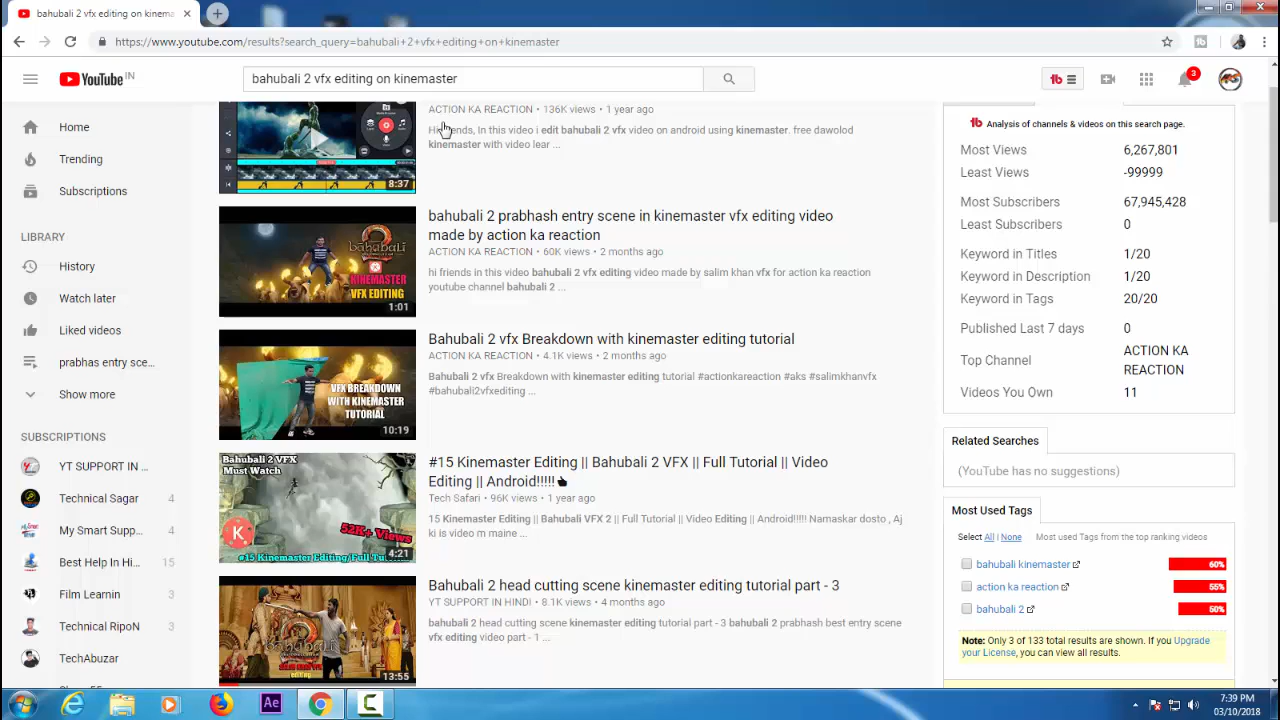 bahubali 2 vfx editing on kinema
https://www.youtube.com/results?search_query=bahubali+2+vfx+editing+on+kinemaster
YouTube IN
bahubali 2 vfx editing on kinemaster
3
Home
Trending
Subscriptions
LIBRARY
History
Watch later
Liked videos
prabhas entry sce...
Show more
SUBSCRIPTIONS
YT SUPPORT IN ...
Technical Sagar 4
My Smart Supp... 4
Best Help In Hi... 15
Film Learnin 3
Technical RipoN 3
TechAbuzar
8:37
ACTION KA REACTION • 136K views • 1 year ago
friends, In this video i edit bahubali 2 vfx video on android using kinemaster. free dawolod
kinemaster with video lear ...
bahubali 2
KINEMASTER
VFX EDITING
1:01
bahubali 2 prabhash entry scene in kinemaster vfx editing video
made by action ka reaction
ACTION KA REACTION • 60K views • 2 months ago
hi friends in this video bahubali 2 vfx editing video made by salim khan vfx for action ka reaction
youtube channel bahubali 2 ...
VFX BREAKDOWN
WITH KINEMASTER
TUTORIAL
10:19
Bahubali 2 vfx Breakdown with kinemaster editing tutorial
ACTION KA REACTION • 4.1K views • 2 months ago
Bahubali 2 vfx Breakdown with kinemaster editing tutorial #actionkareaction #aks #salimkhanvfx
#bahubali2vfxediting ...
Bahubali 2 VFX
Must Watch
K
52K+ Views
#15 Kinemaster Editing/Full Tu
4:21
#15 Kinemaster Editing || Bahubali 2 VFX || Full Tutorial || Video
Editing || Android!!!!!
Tech Safari • 96K views • 1 year ago
15 Kinemaster Editing || Bahubali VFX 2 || Full Tutorial || Video Editing || Android!!!!! Namaskar dosto , Aj
ki is video m maine ...
13:55
Bahubali 2 head cutting scene kinemaster editing tutorial part - 3
YT SUPPORT IN HINDI • 8.1K views • 4 months ago
bahubali 2 head cutting scene kinemaster editing tutorial part - 3 bahubali 2 prabhash best entry scene
vfx editing video part - 1 ...
Analysis of channels & videos on this search page.
Most Views 6,267,801
Least Views -99999
Most Subscribers 67,945,428
Least Subscribers 0
Keyword in Titles 1/20
Keyword in Description 1/20
Keyword in Tags 20/20
Published Last 7 days 0
Top Channel ACTION KA
REACTION
Videos You Own 11
Related Searches
(YouTube has no suggestions)
Most Used Tags
Select All | None Most used Tags from the top ranking videos
bahubali kinemaster 60%
action ka reaction 55%
bahubali 2 50%
Note: Only 3 of 133 total results are shown. If you Upgrade
your License, you can view all results.
Ae
7:39 PM
03/10/2018